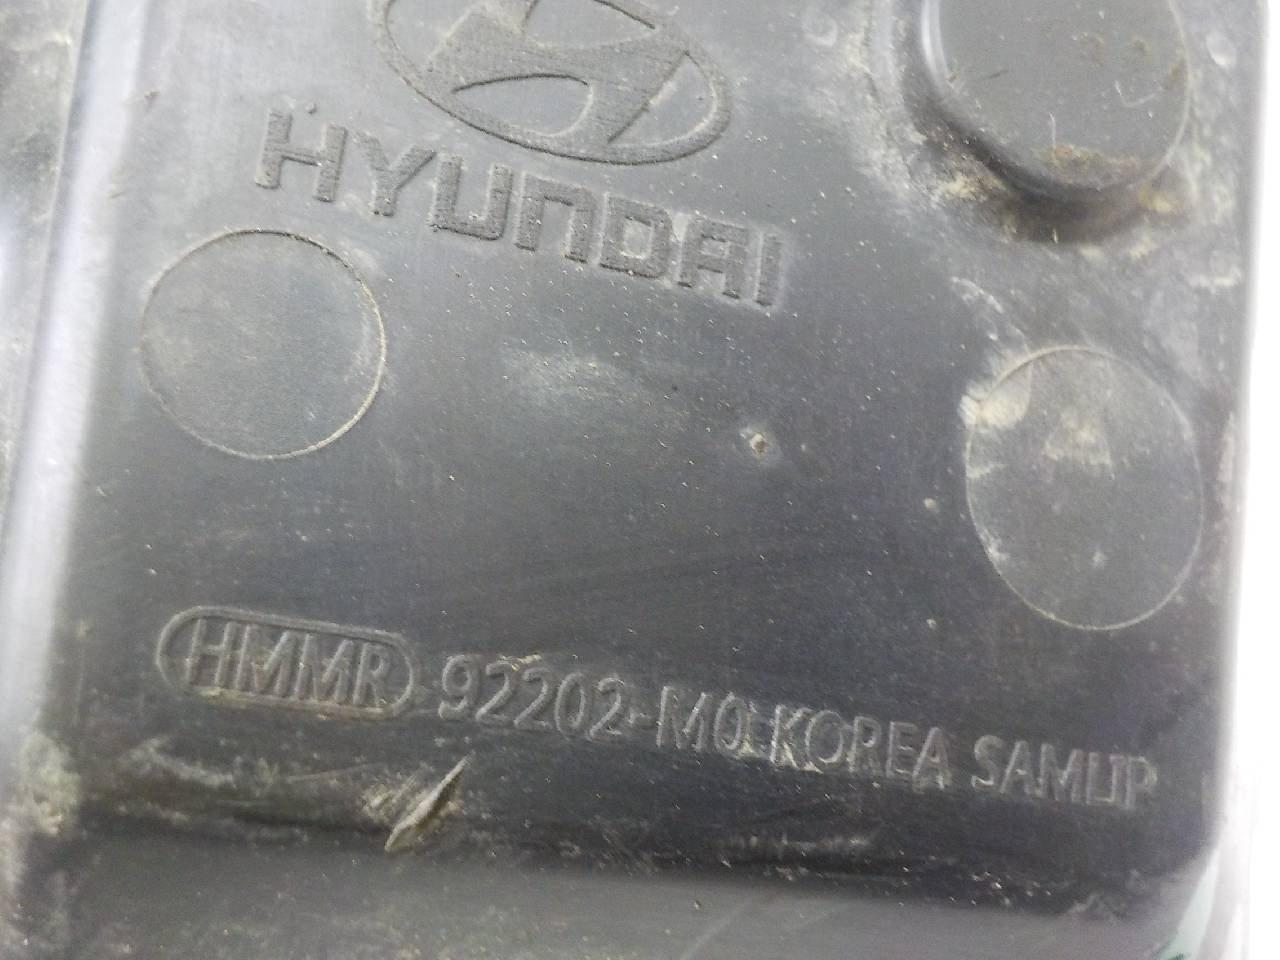 HYUNDAI
HMMR 92202-M0 KOREA SAMLIP